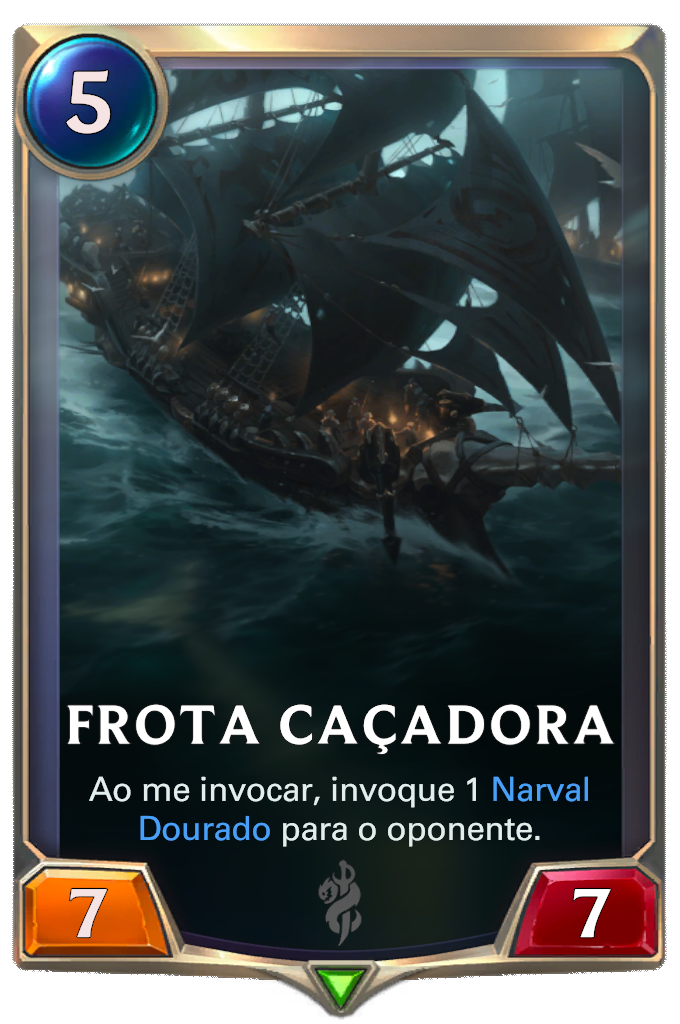 5
FROTA CAÇADORA
Ao me invocar, invoque 1 Narval
Dourado para o oponente.
7
7